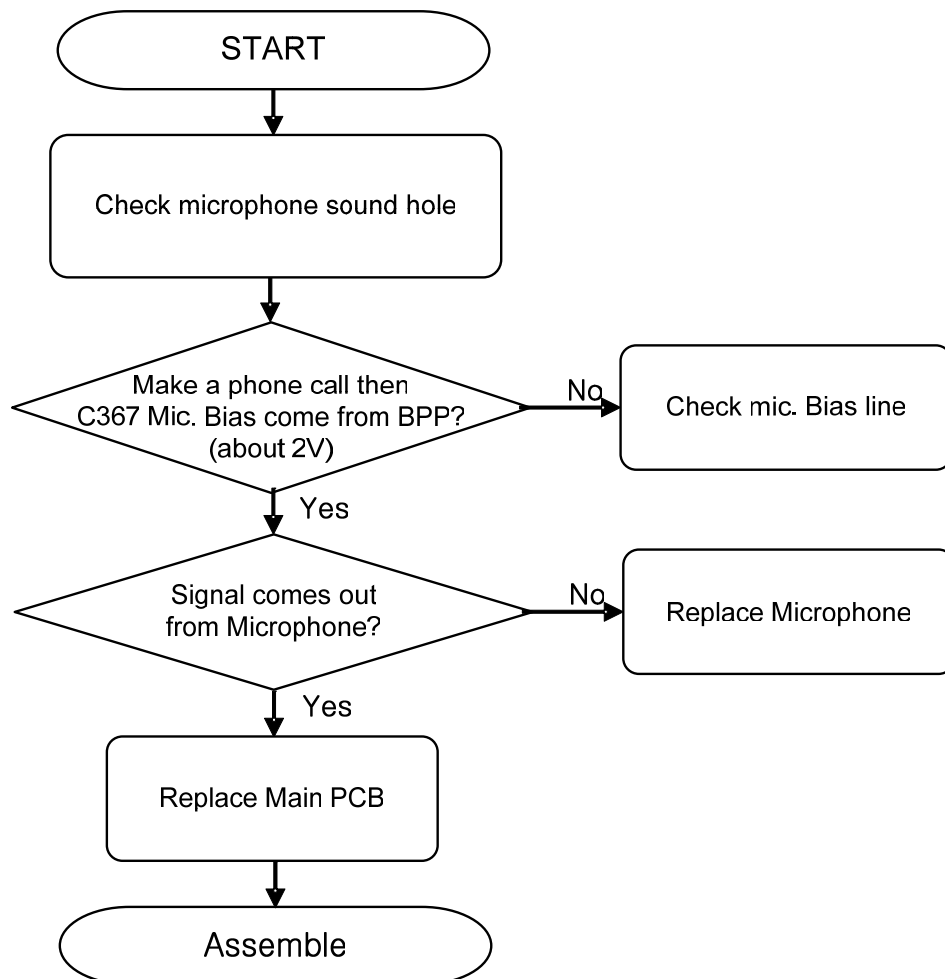 START
Check microphone sound hole
Make a phone call then
C367 Mic. Bias come from BPP?
(about 2V)
No
Check mic. Bias line
Yes
Signal comes out
from Microphone?
No
Replace Microphone
Yes
Replace Main PCB
Assemble